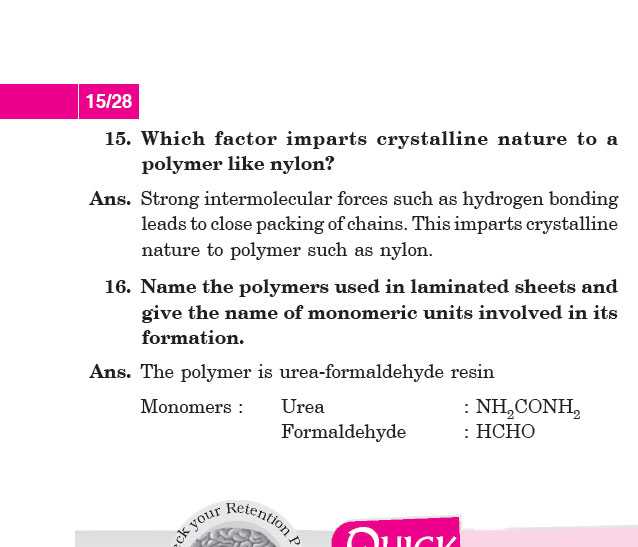 15/28
15. Which factor imparts crystalline nature to a
polymer like nylon?
Ans. Strong intermolecular forces such as hydrogen bonding
leads to close packing of chains. This imparts crystalline
nature to polymer such as nylon.
16. Name the polymers used in laminated sheets and
give the name of monomeric units involved in its
formation.
Ans. The polymer is urea-formaldehyde resin
Monomers : Urea : NH₂CONH₂
Formaldehyde : HCHO
your Retention
QUICK